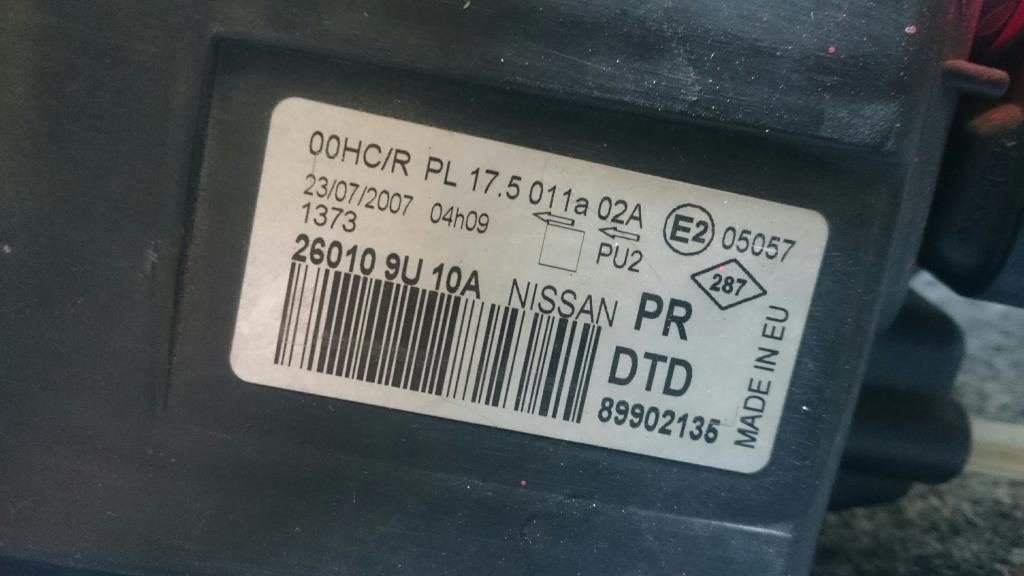 00HC/R PL 17.5 011a 02A
23/07/2007 04h09
1373
PU2
E2 05057
287
26010 9U 10A NISSAN PR
DTD
89902135
MADE IN EU